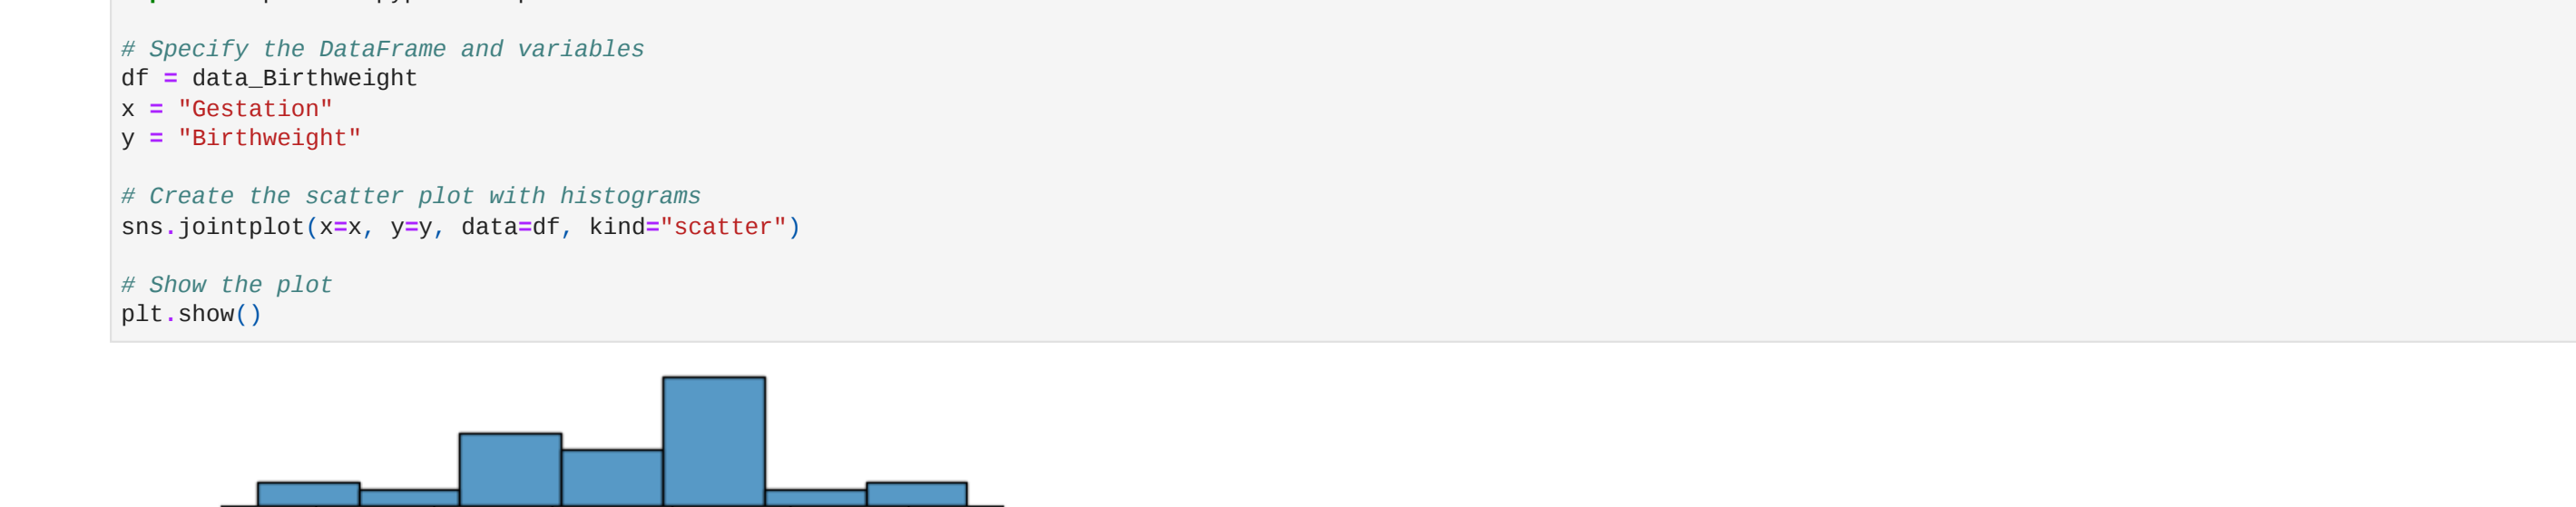 # Specify the DataFrame and variables
df = data_Birthweight
x = "Gestation"
y = "Birthweight"
# Create the scatter plot with histograms
sns.jointplot(x=x, y=y, data=df, kind="scatter")
# Show the plot
plt.show()